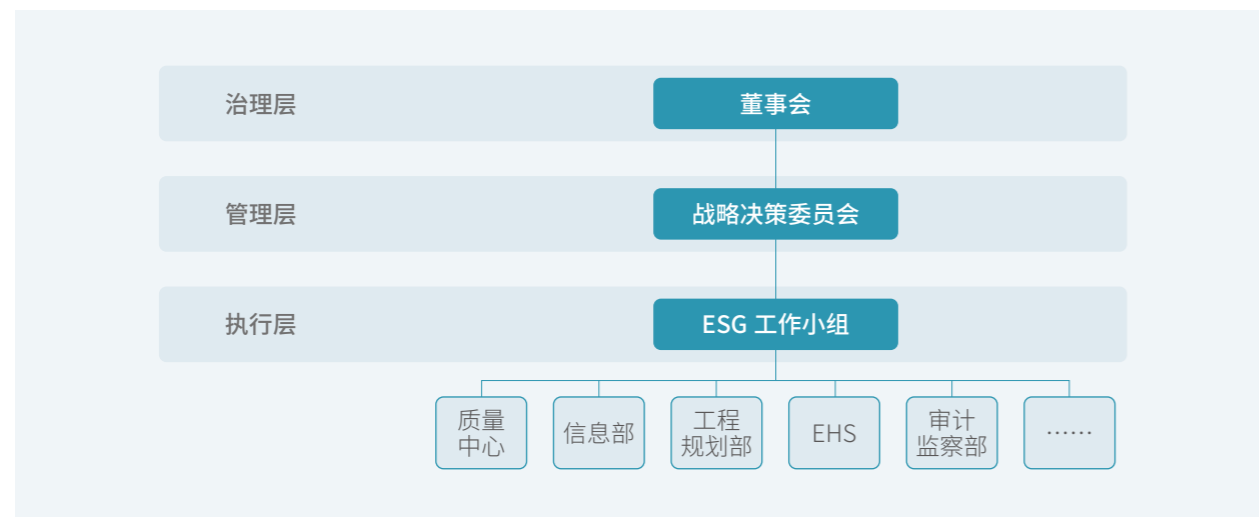 治理层
董事会
管理层
战略决策委员会
执行层
ESG 工作小组
质量
中心
信息部
工程
规划部
EHS
审计
监察部
……